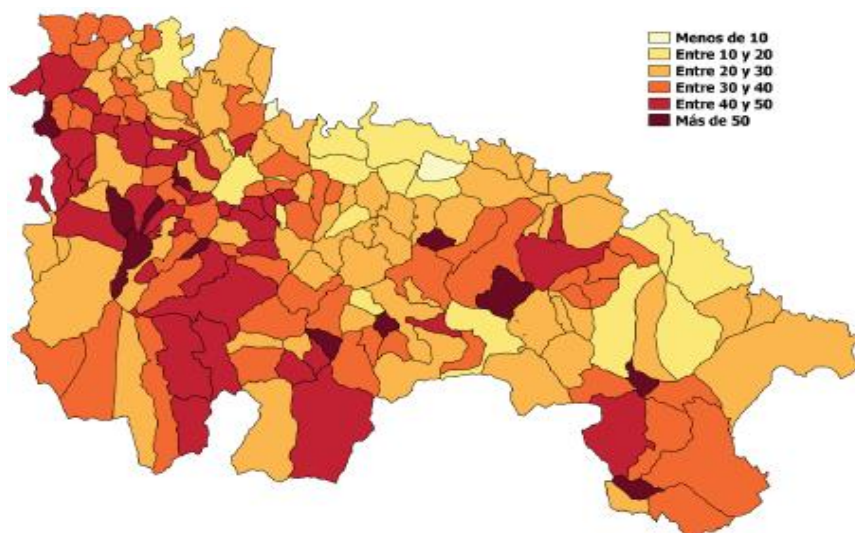 Menos de 10
Entre 10 y 20
Entre 20 y 30
Entre 30 y 40
Entre 40 y 50
Más de 50